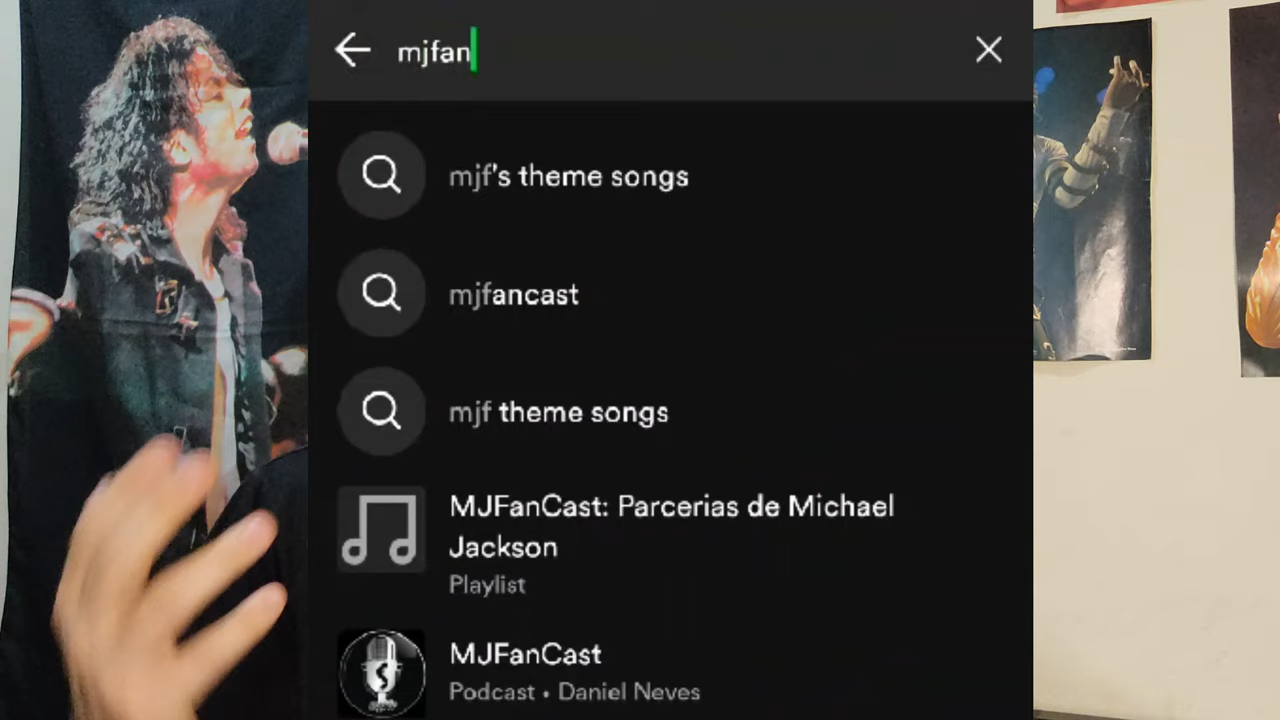 mjfan
mjf's theme songs
mjfancast
mjf theme songs
MJFanCast: Parcerias de Michael
Jackson
Playlist
MJFanCast
Podcast • Daniel Neves